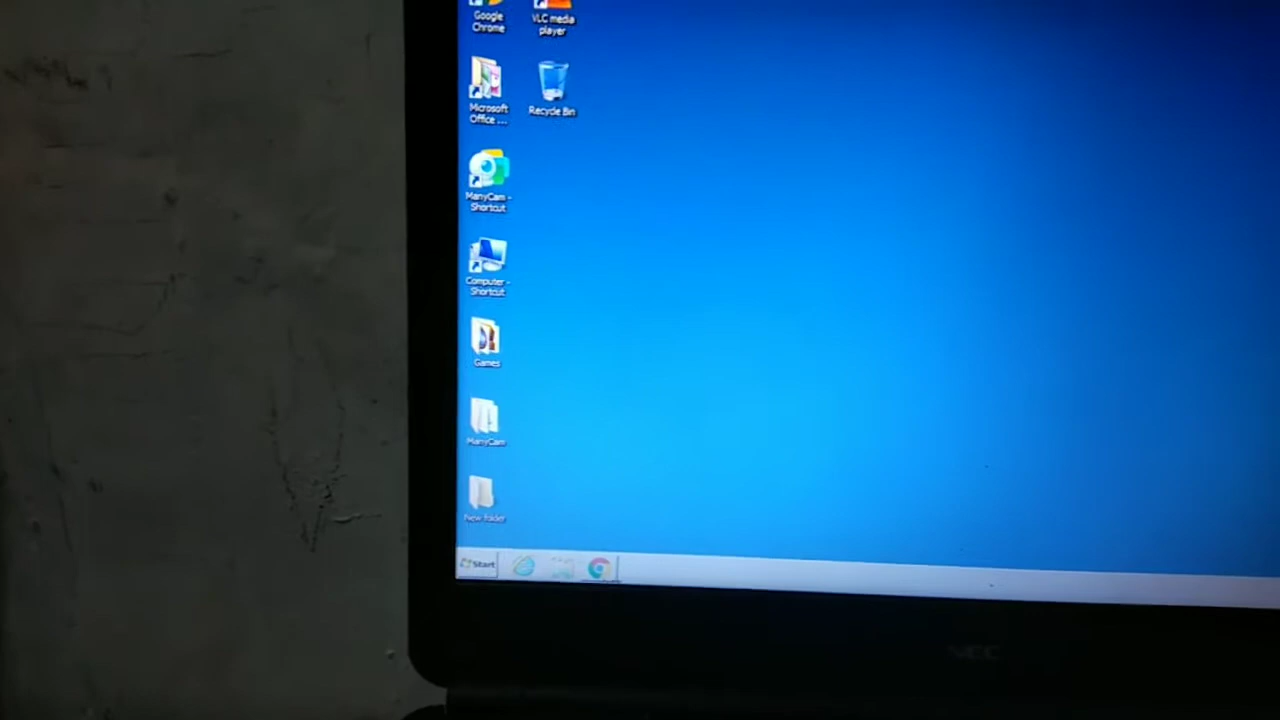 Google
Chrome
VLC media
player
Microsoft
Office ...
Recycle Bin
ManyCam -
Shortcut
Computer -
Shortcut
Games
ManyCam
New folder
Start
NEC